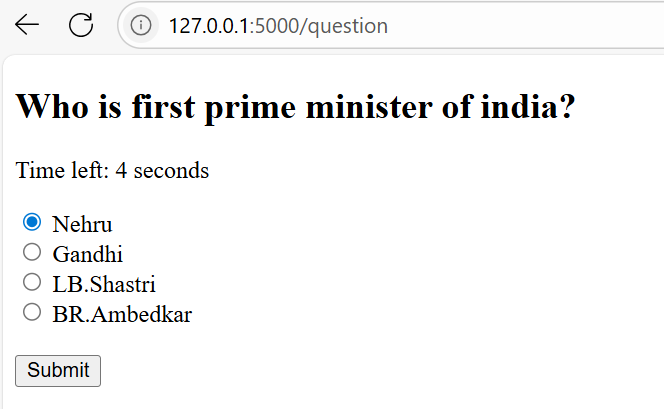 127.0.0.1:5000/question
Who is first prime minister of india?
Time left: 4 seconds
Nehru
Gandhi
LB.Shastri
BR.Ambedkar
Submit